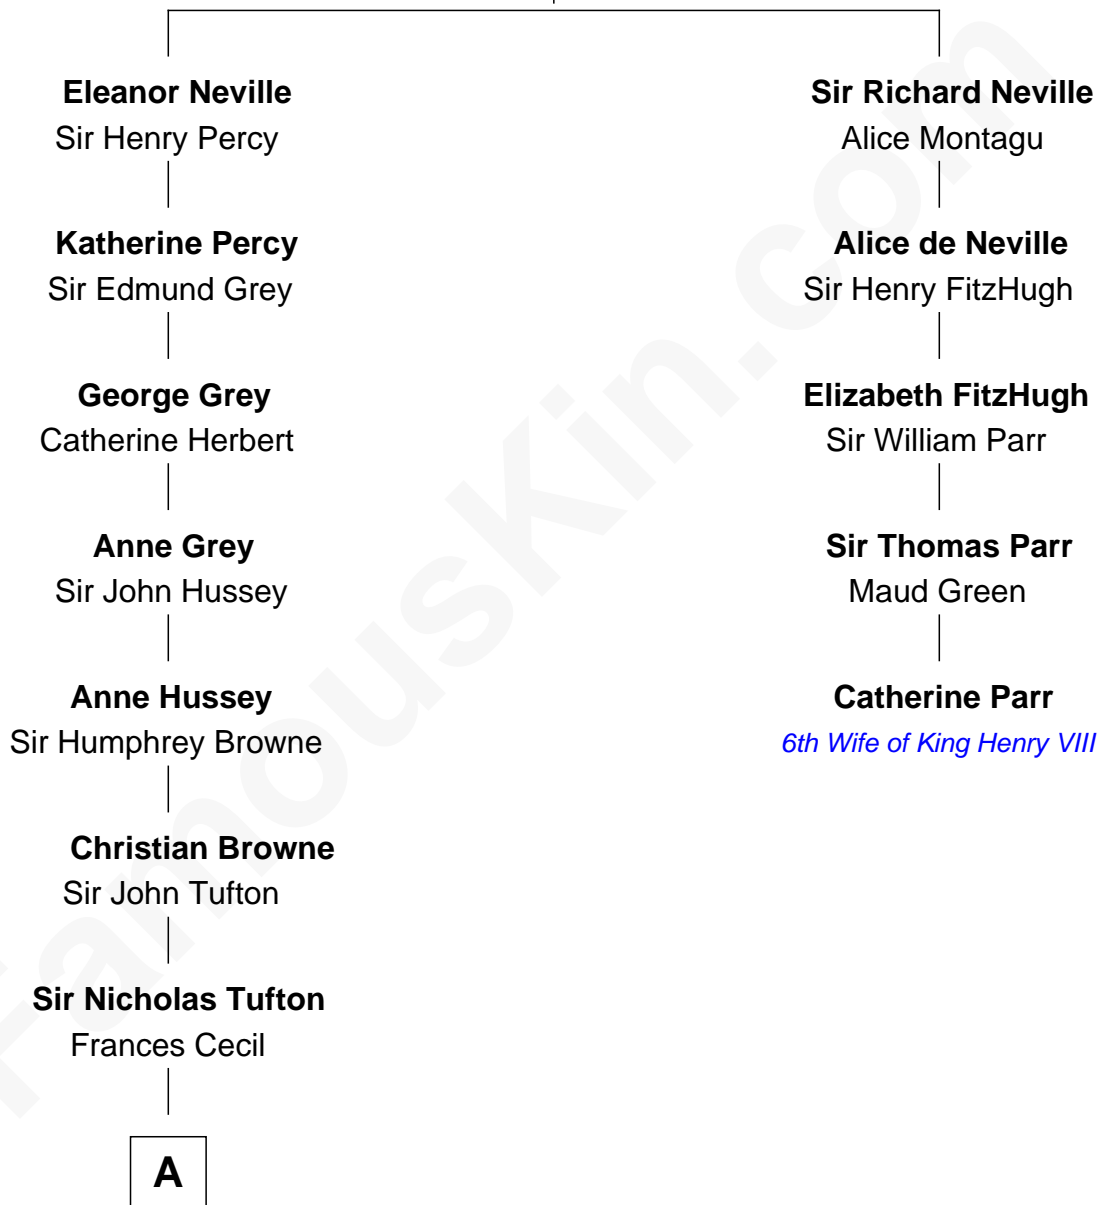 Eleanor Neville
Sir Henry Percy
Katherine Percy
Sir Edmund Grey
George Grey
Catherine Herbert
Anne Grey
Sir John Hussey
Anne Hussey
Sir Humphrey Browne
Christian Browne
Sir John Tufton
Sir Nicholas Tufton
Frances Cecil
A
Sir Richard Neville
Alice Montagu
Alice de Neville
Sir Henry FitzHugh
Elizabeth FitzHugh
Sir William Parr
Sir Thomas Parr
Maud Green
Catherine Parr
6th Wife of King Henry VIII
FamousKin.com